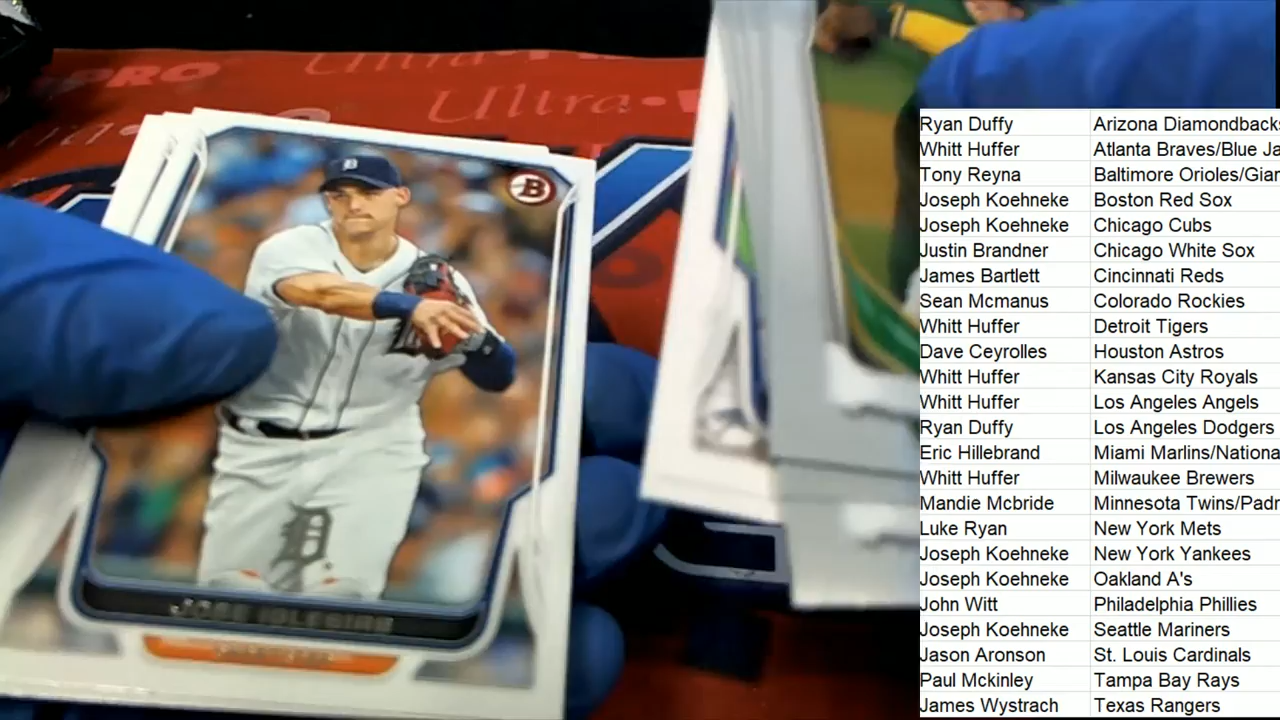 PRO
Ultra
Ultra
B
D
D
JOSE IGLESIAS
Ryan Duffy Arizona Diamondbacks
Whitt Huffer Atlanta Braves/Blue Ja
Tony Reyna Baltimore Orioles/Gian
Joseph Koehneke Boston Red Sox
Joseph Koehneke Chicago Cubs
Justin Brandner Chicago White Sox
James Bartlett Cincinnati Reds
Sean Mcmanus Colorado Rockies
Whitt Huffer Detroit Tigers
Dave Ceyrolles Houston Astros
Whitt Huffer Kansas City Royals
Whitt Huffer Los Angeles Angels
Ryan Duffy Los Angeles Dodgers
Eric Hillebrand Miami Marlins/Nationa
Whitt Huffer Milwaukee Brewers
Mandie Mcbride Minnesota Twins/Padr
Luke Ryan New York Mets
Joseph Koehneke New York Yankees
Joseph Koehneke Oakland A's
John Witt Philadelphia Phillies
Joseph Koehneke Seattle Mariners
Jason Aronson St. Louis Cardinals
Paul Mckinley Tampa Bay Rays
James Wystrach Texas Rangers